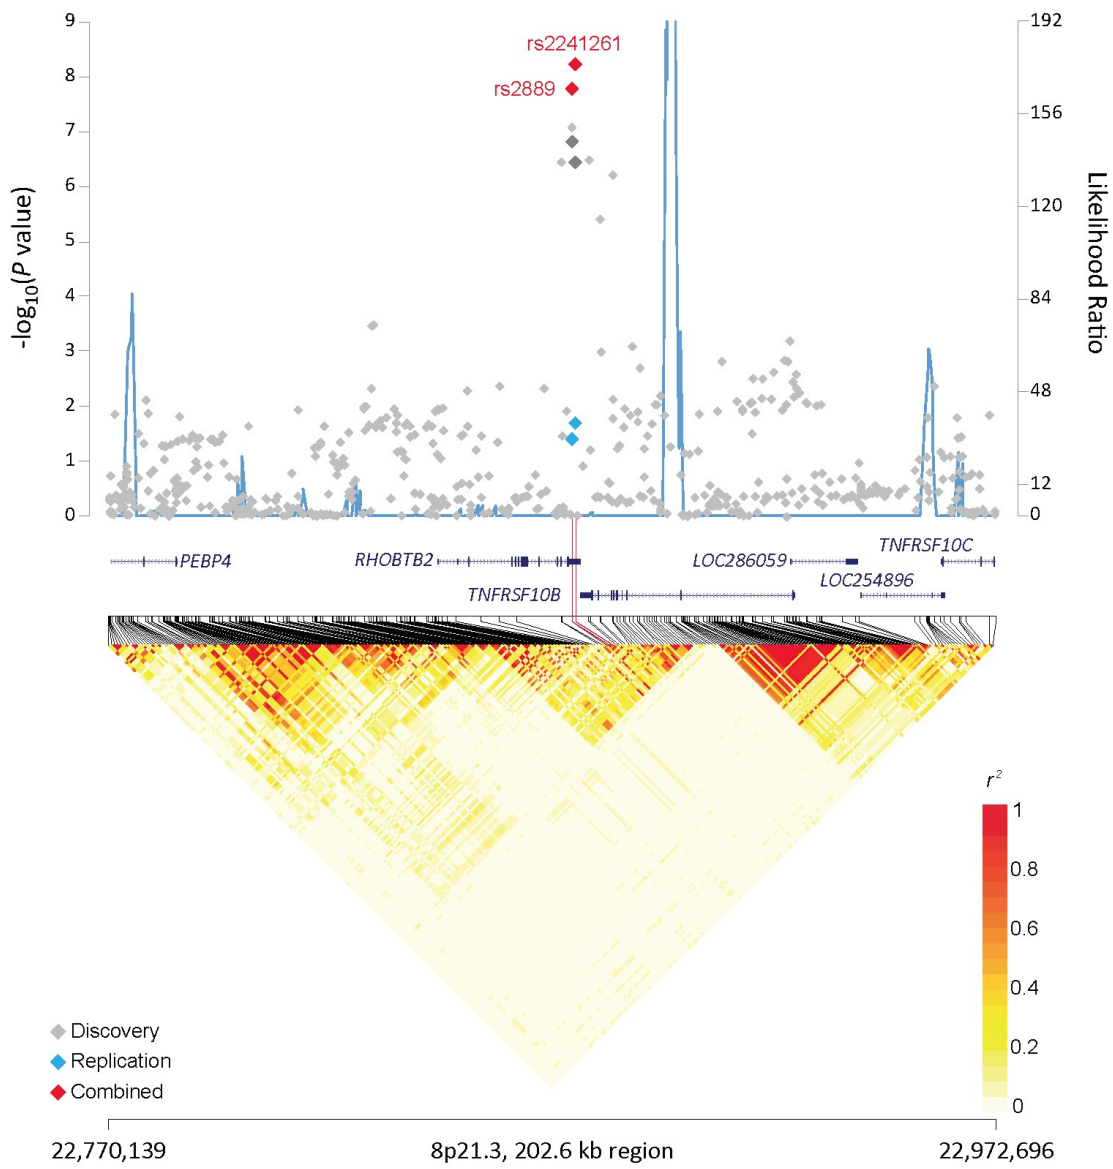 9
8
7
6
5
4
3
2
1
0
-log10(P value)
192
156
120
84
48
12
0
Likelihood Ratio
rs2241261
rs2889
PEBP4
RHOBTB2
TNFRSF10B
LOC286059
TNFRSF10C
LOC254896
r2
1
0.8
0.6
0.4
0.2
0
Discovery
Replication
Combined
22,770,139
8p21.3, 202.6 kb region
22,972,696